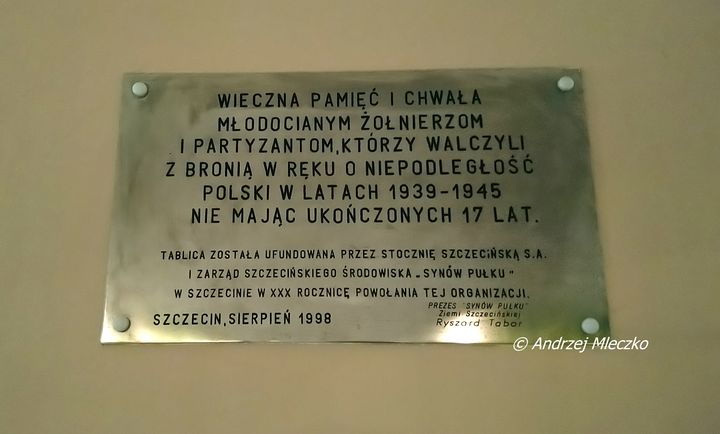 WIECZNA PAMIĘĆ I CHWAŁA
MŁODOCIANYM ŻOŁNIERZOM
I PARTYZANTOM,KTÓRZY WALCZYLI
Z BRONIĄ W RĘKU O NIEPODLEGŁOŚĆ
POLSKI W LATACH 1939-1945
NIE MAJĄC UKOŃCZONYCH 17 LAT.
TABLICA ZOSTAŁA UFUNDOWANA PRZEZ STOCZNIĘ SZCZECIŃSKĄ S.A.
I ZARZĄD SZCZECIŃSKIEGO ŚRODOWISKA „SYNÓW PUŁKU"
W SZCZECINIE W XXX ROCZNICĘ POWOŁANIA TEJ ORGANIZACJI.
PREZES "SYNÓW PUŁKU"
Ziemi Szczecińskiej
Ryszard Tabor
SZCZECIN,SIERPIEŃ 1998
© Andrzej Mleczko